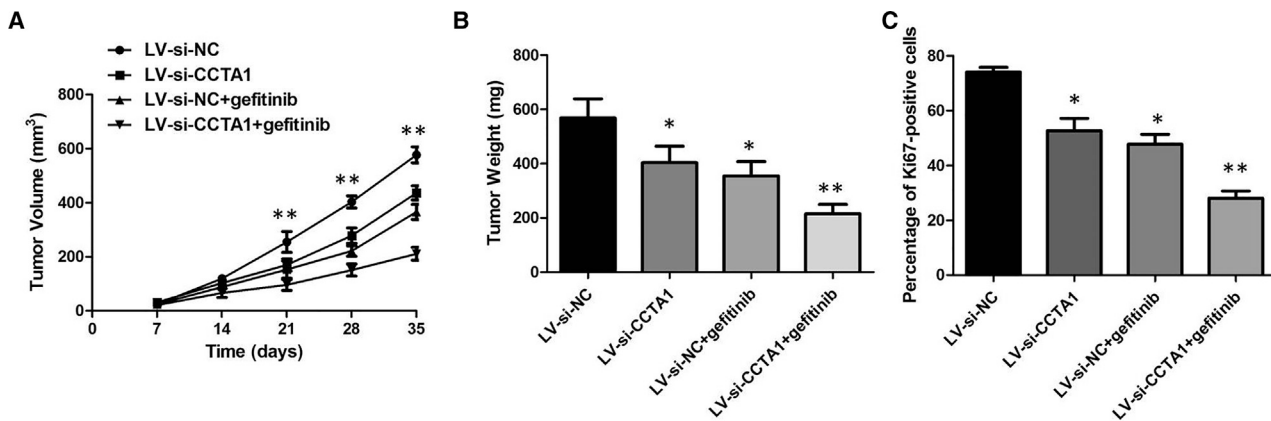 A
LV-si-NC
LV-si-CCTA1
LV-si-NC+gefitinib
LV-si-CCTA1+gefitinib
Tumor Volume (mm³)
800
600
400
200
0
**
**
**
0 7 14 21 28 35
Time (days)
B
Tumor Weight (mg)
800
600
400
200
0
*
*
**
LV-si-NC
LV-si-CCTA1
LV-si-NC+gefitinib
LV-si-CCTA1+gefitinib
C
Percentage of Ki67-positive cells
80
60
40
20
0
*
*
**
LV-si-NC
LV-si-CCTA1
LV-si-NC+gefitinib
LV-si-CCTA1+gefitinib